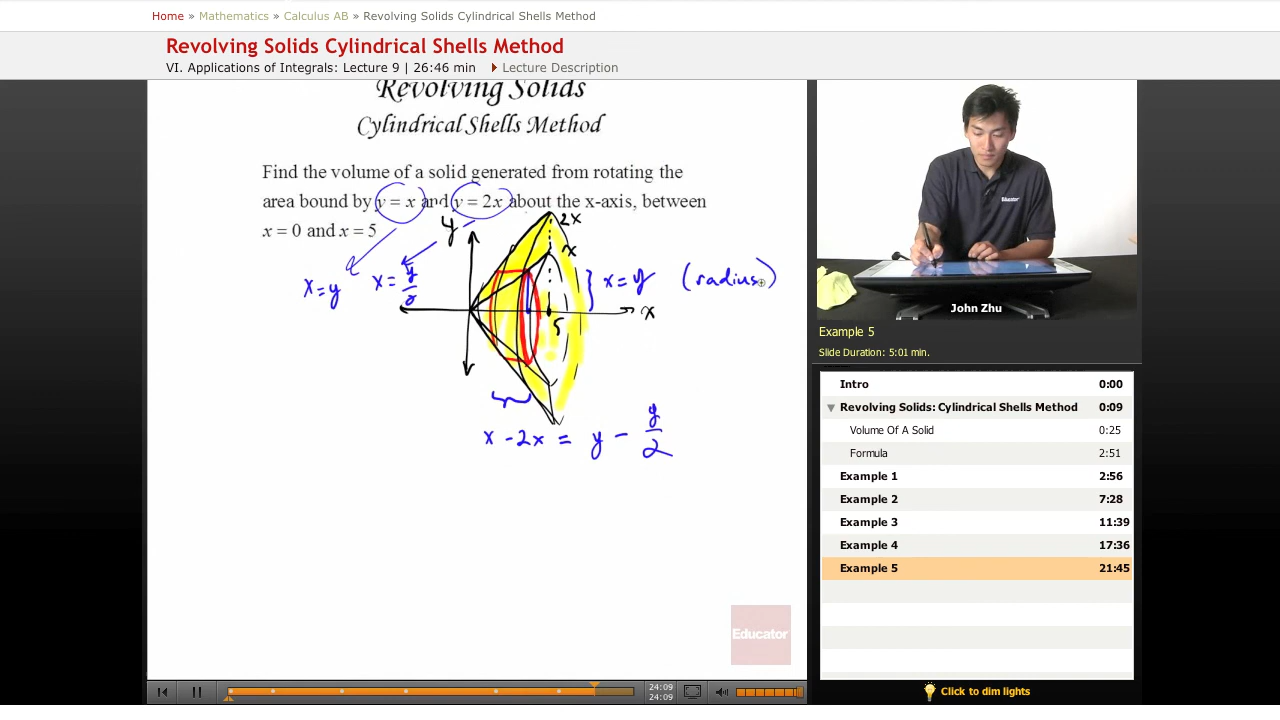 Home » Mathematics » Calculus AB » Revolving Solids Cylindrical Shells Method
Revolving Solids Cylindrical Shells Method
VI. Applications of Integrals: Lecture 9 | 26:46 min Lecture Description
Revolving Solids
Cylindrical Shells Method
Find the volume of a solid generated from rotating the
area bound by y = x and y = 2x about the x-axis, between
x = 0 and x = 5
y
2x
x
x = y
x = y/2
} x = y (radius)
x
5
x - 2x = y - y/2
Educator
Educator
John Zhu
Example 5
Slide Duration: 5:01 min.
Intro 0:00
Revolving Solids: Cylindrical Shells Method 0:09
Volume Of A Solid 0:25
Formula 2:51
Example 1 2:56
Example 2 7:28
Example 3 11:39
Example 4 17:36
Example 5 21:45
24:09
24:09
Click to dim lights